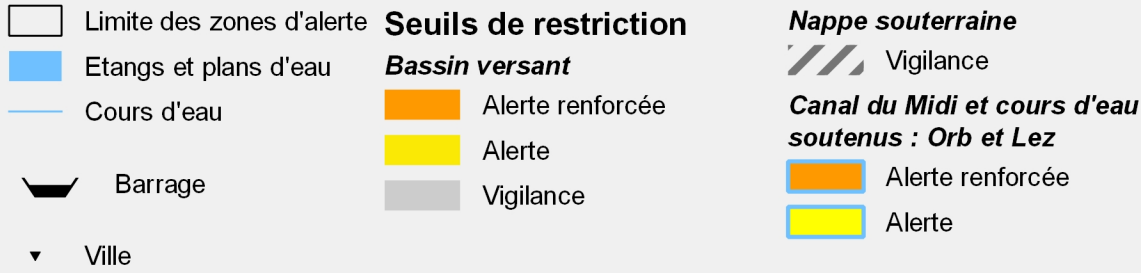 Limite des zones d'alerte
Etangs et plans d'eau
Cours d'eau
Barrage
Ville
Seuils de restriction
Bassin versant
Alerte renforcée
Alerte
Vigilance
Nappe souterraine
Vigilance
Canal du Midi et cours d'eau
soutenus : Orb et Lez
Alerte renforcée
Alerte